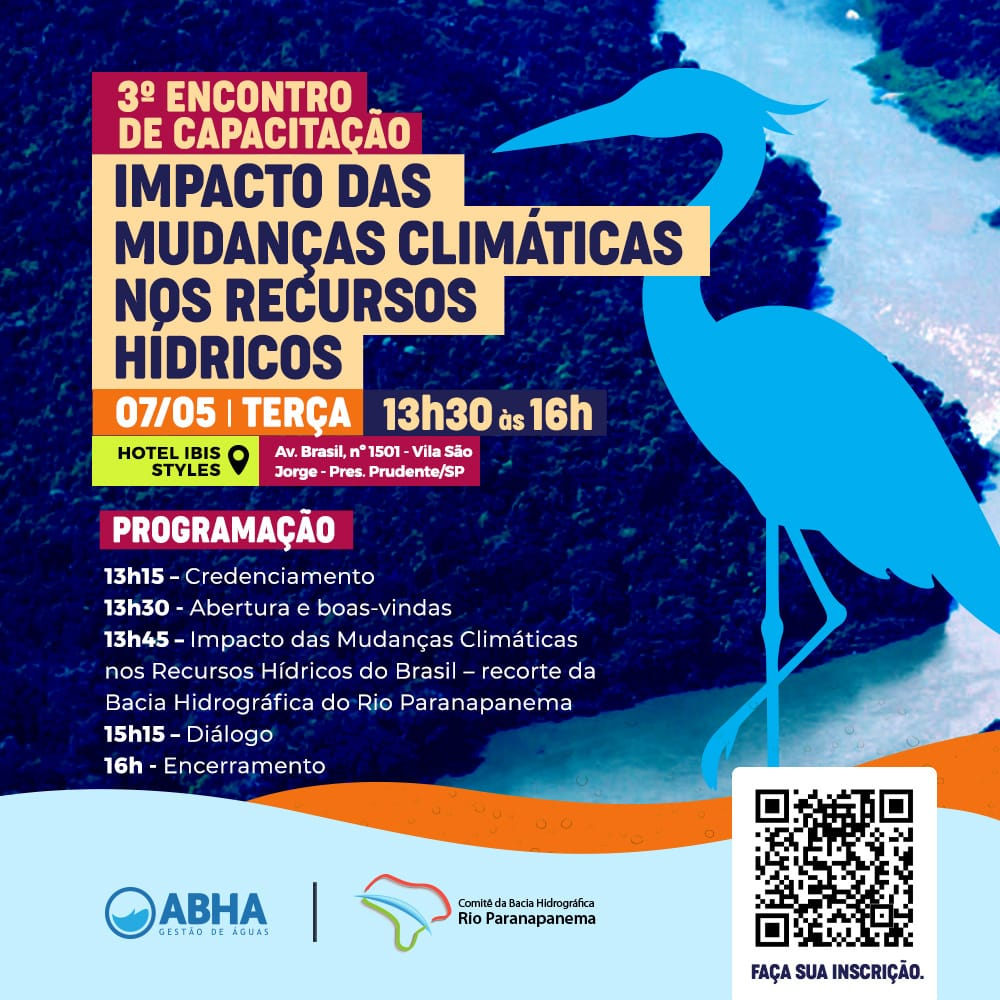 3º ENCONTRO
DE CAPACITAÇÃO
IMPACTO DAS
MUDANÇAS CLIMÁTICAS
NOS RECURSOS
HÍDRICOS
07/05 | TERÇA 13h30 às 16h
HOTEL IBIS
STYLES
Av. Brasil, nº 1501 - Vila São
Jorge - Pres. Prudente/SP
PROGRAMAÇÃO
13h15 – Credenciamento
13h30 - Abertura e boas-vindas
13h45 – Impacto das Mudanças Climáticas
nos Recursos Hídricos do Brasil – recorte da
Bacia Hidrográfica do Rio Paranapanema
15h15 – Diálogo
16h - Encerramento
ABHA
GESTÃO DE ÁGUAS
Comitê da Bacia Hidrográfica
Rio Paranapanema
FAÇA SUA INSCRIÇÃO.